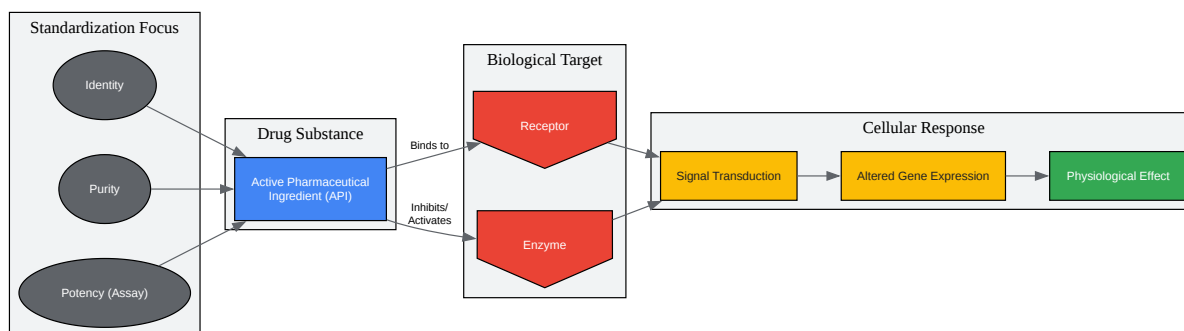 Standardization Focus
Identity
Purity
Potency (Assay)
Drug Substance
Active Pharmaceutical
Ingredient (API)
Binds to
Inhibits/
Activates
Biological Target
Receptor
Enzyme
Cellular Response
Signal Transduction
Altered Gene Expression
Physiological Effect